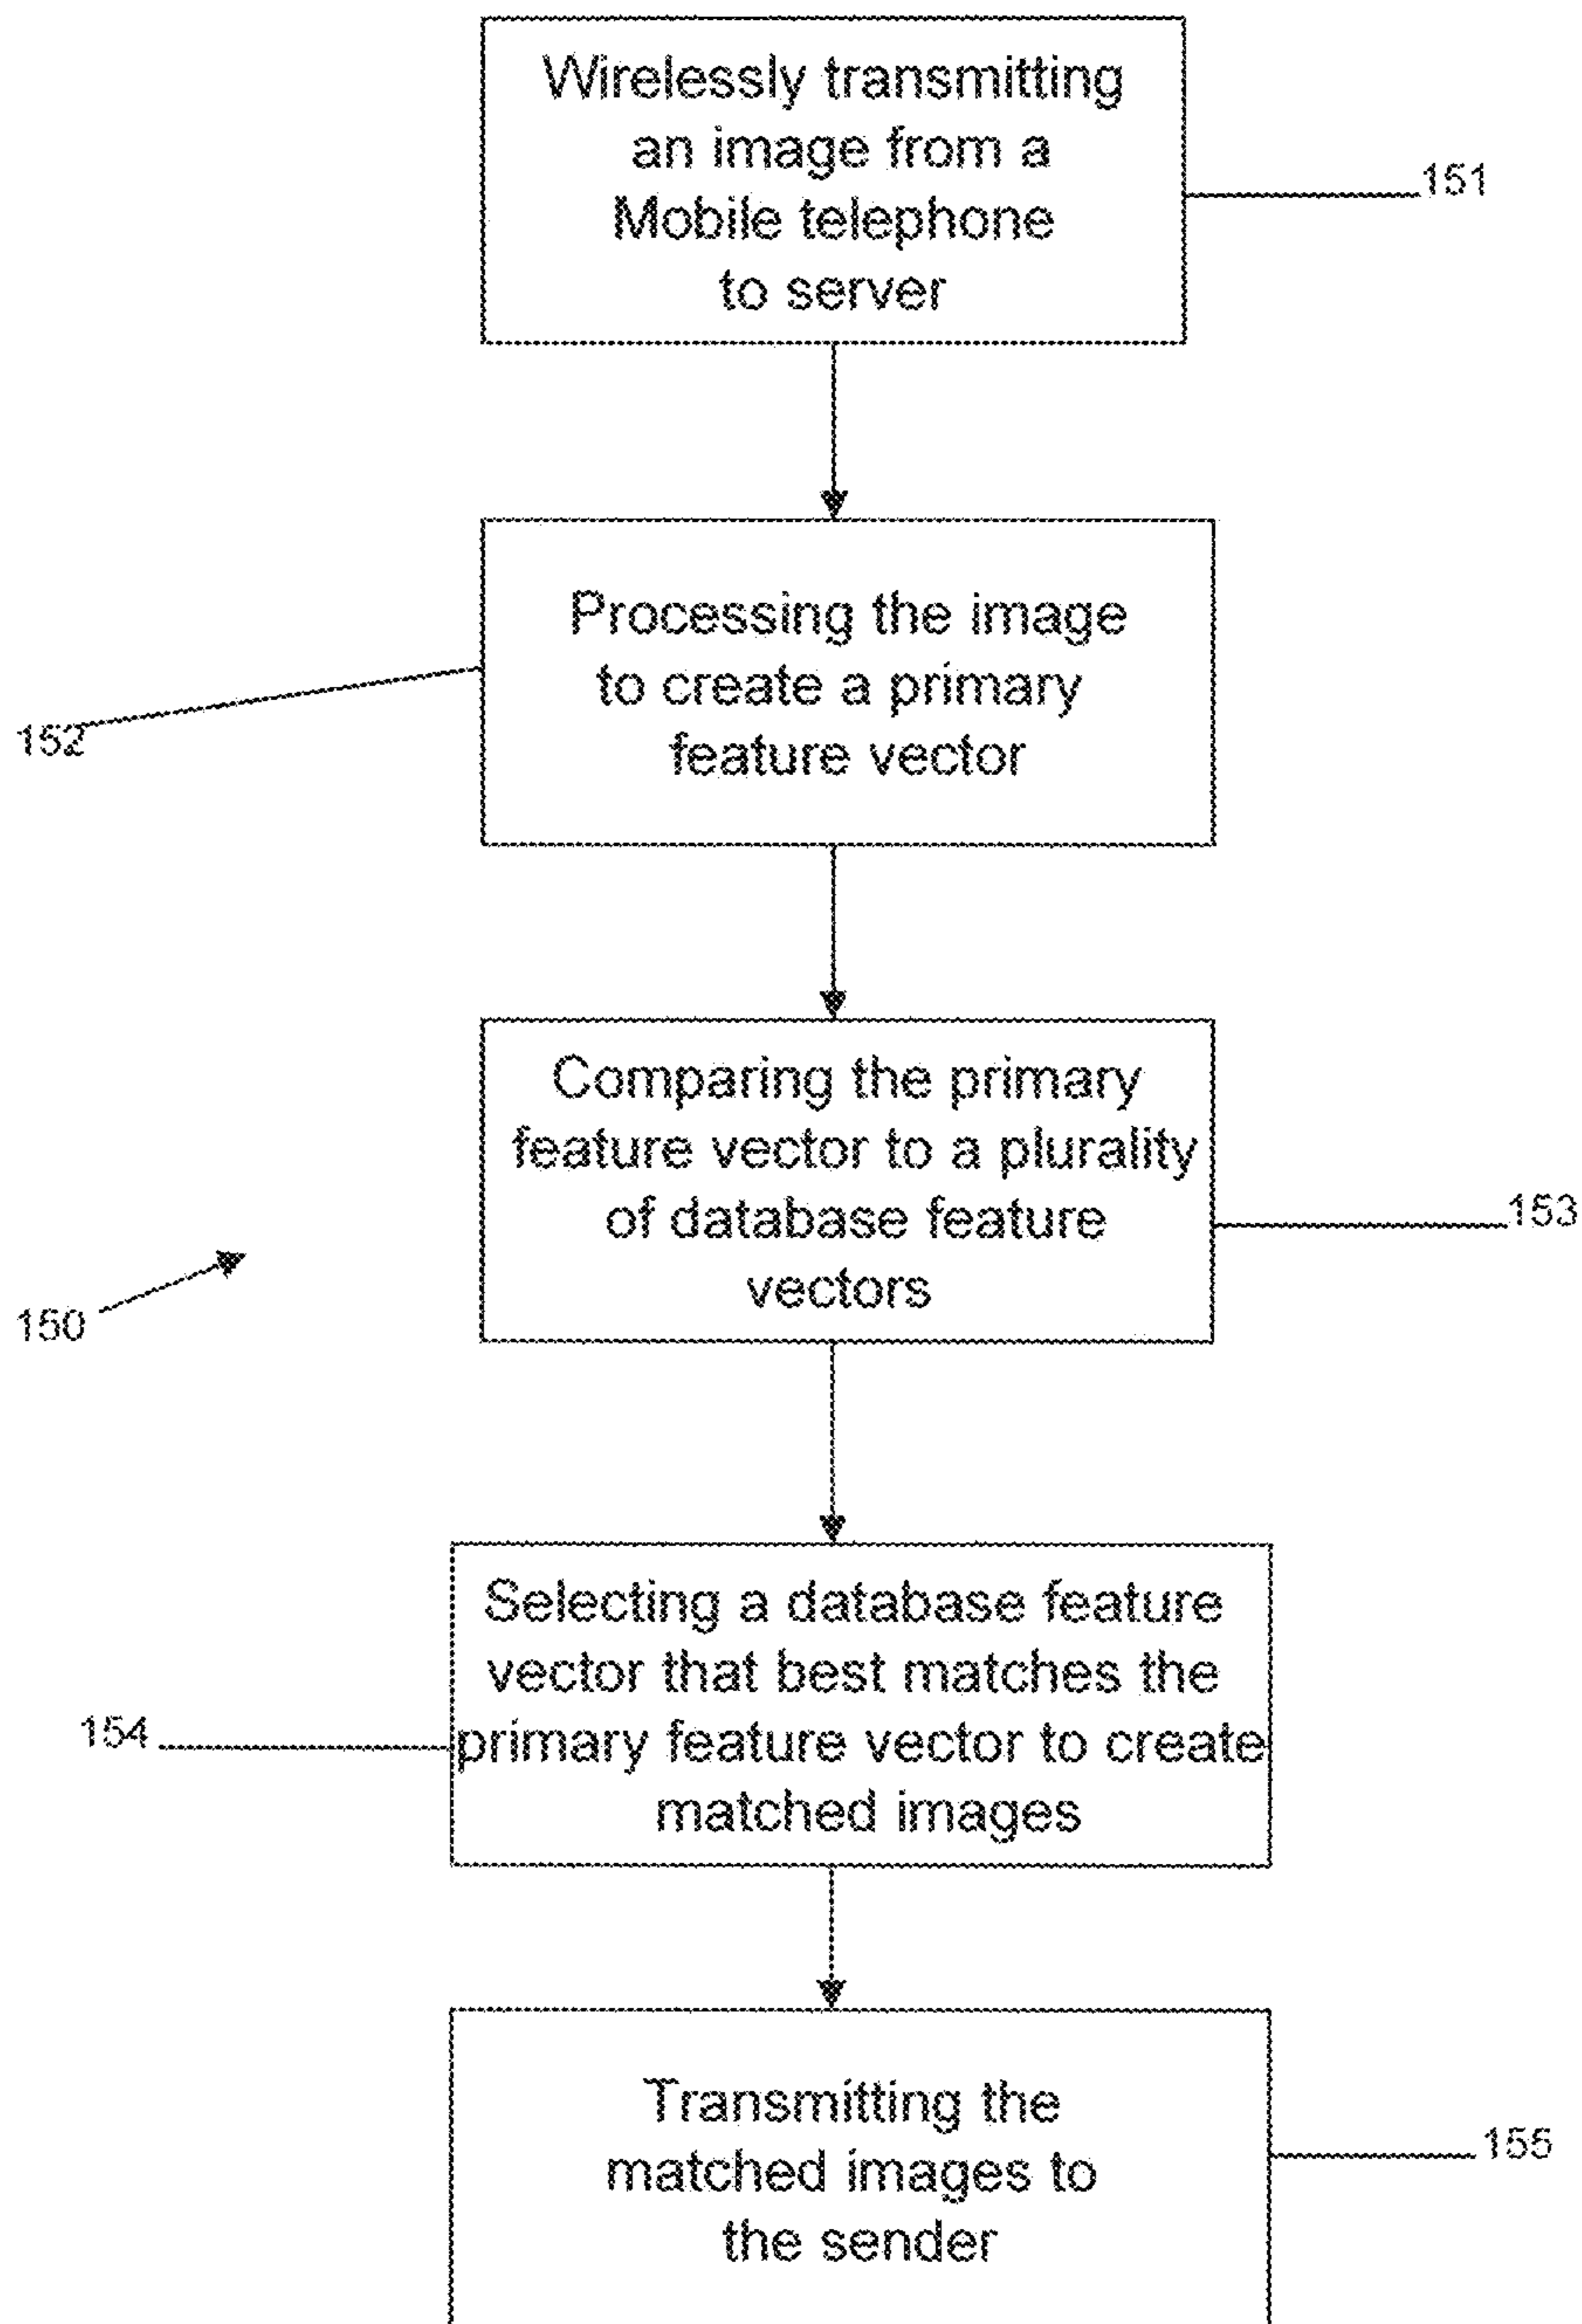 Wirelessly transmitting
an image from a
Mobile telephone
to server
151
Processing the image
to create a primary
feature vector
152
Comparing the primary
feature vector to a plurality
of database feature
vectors
153
150
Selecting a database feature
vector that best matches the
primary feature vector to create
matched images
154
Transmitting the
matched images to
the sender
155